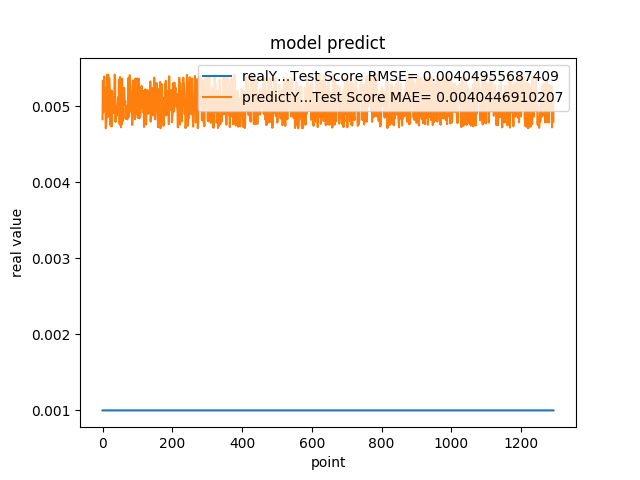 model predict
realY...Test Score RMSE= 0.00404955687409
predictY...Test Score MAE= 0.0040446910207
0.005
0.004
0.003
0.002
0.001
real value
0 200 400 600 800 1000 1200
point